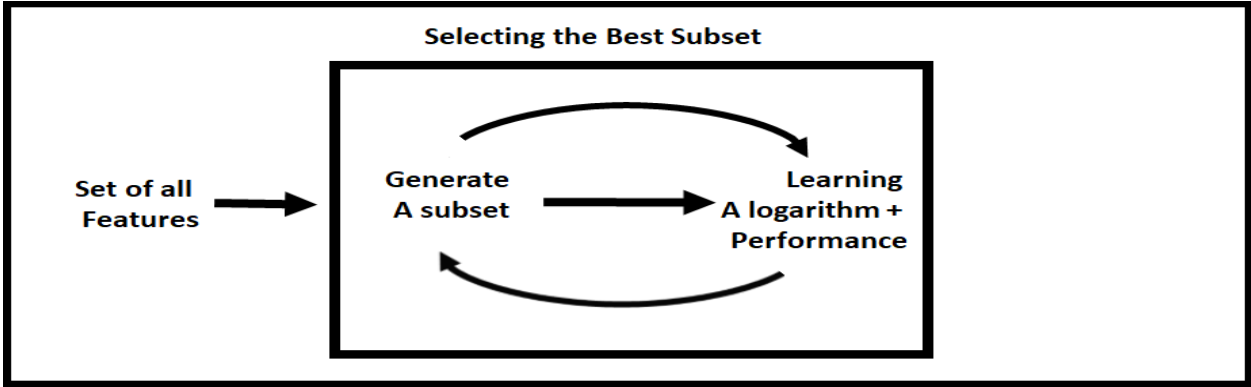 Selecting the Best Subset
Set of all
Features
Generate
A subset
Learning
A logarithm +
Performance